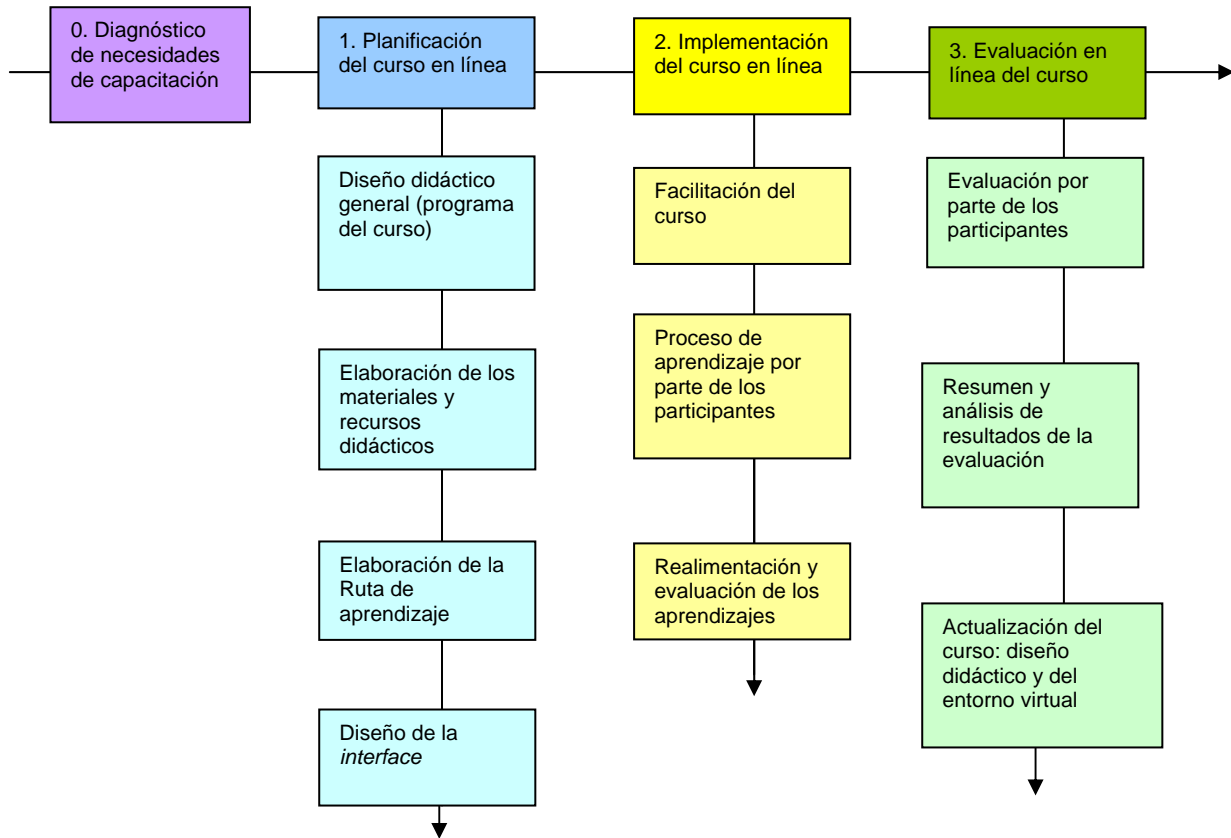 0. Diagnóstico
de necesidades
de capacitación
1. Planificación
del curso en línea
2. Implementación
del curso en línea
3. Evaluación en
línea del curso
Diseño didáctico
general (programa
del curso)
Elaboración de los
materiales y
recursos
didácticos
Elaboración de la
Ruta de
aprendizaje
Diseño de la
interface
Facilitación del
curso
Proceso de
aprendizaje por
parte de los
participantes
Realimentación y
evaluación de los
aprendizajes
Evaluación por
parte de los
participantes
Resumen y
análisis de
resultados de la
evaluación
Actualización del
curso: diseño
didáctico y del
entorno virtual